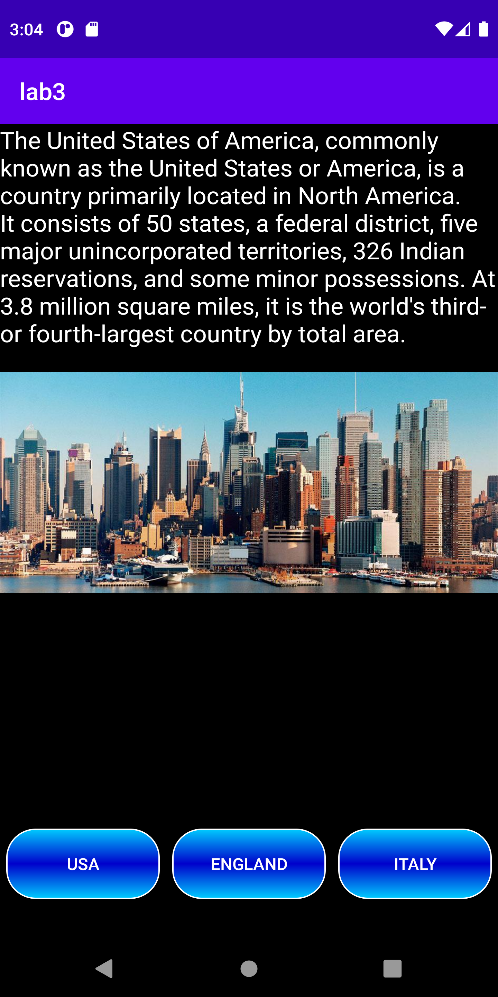 3:04
lab3
The United States of America, commonly
known as the United States or America, is a
country primarily located in North America.
It consists of 50 states, a federal district, five
major unincorporated territories, 326 Indian
reservations, and some minor possessions. At
3.8 million square miles, it is the world's third-
or fourth-largest country by total area.
USA
ENGLAND
ITALY